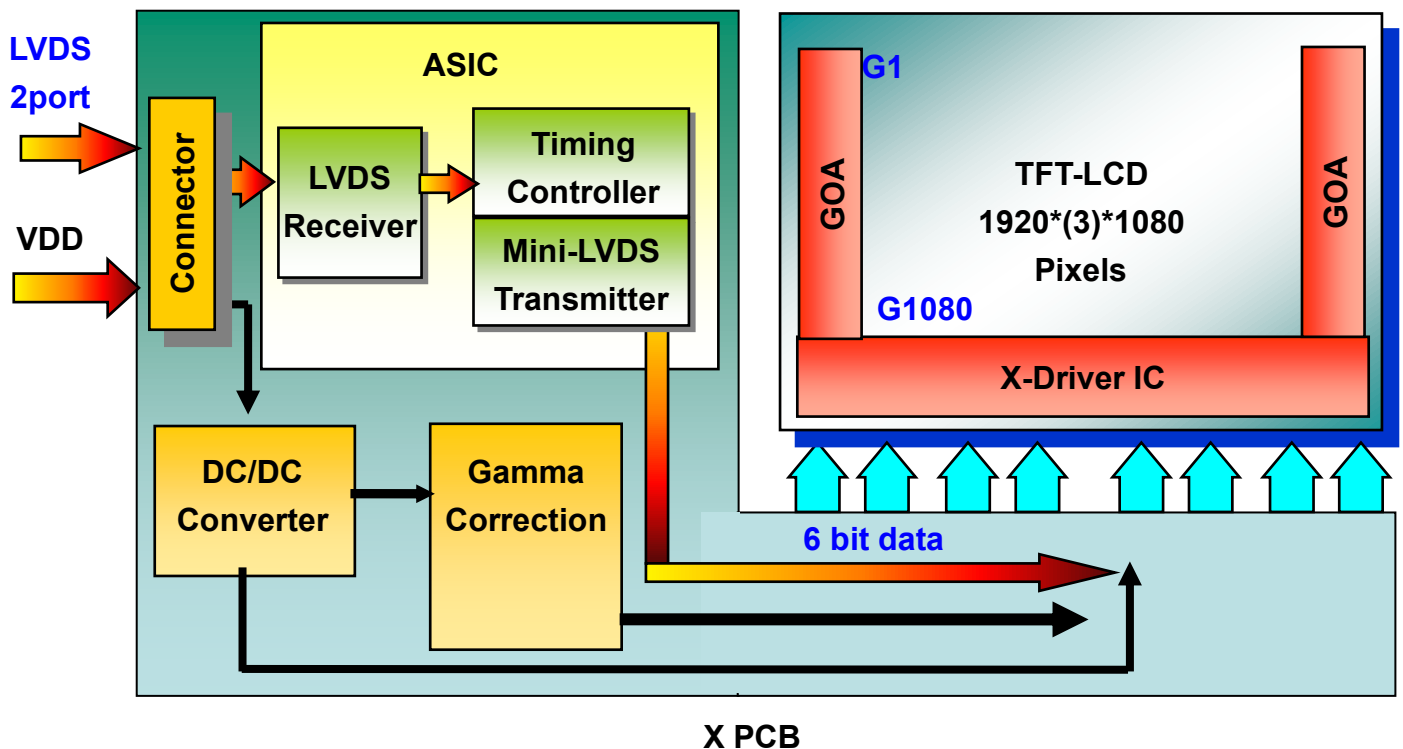 LVDS
2port
VDD
Connector
ASIC
LVDS
Receiver
Timing
Controller
Mini-LVDS
Transmitter
DC/DC
Converter
Gamma
Correction
G1
GOA
TFT-LCD
1920*(3)*1080
Pixels
GOA
G1080
X-Driver IC
6 bit data
X PCB